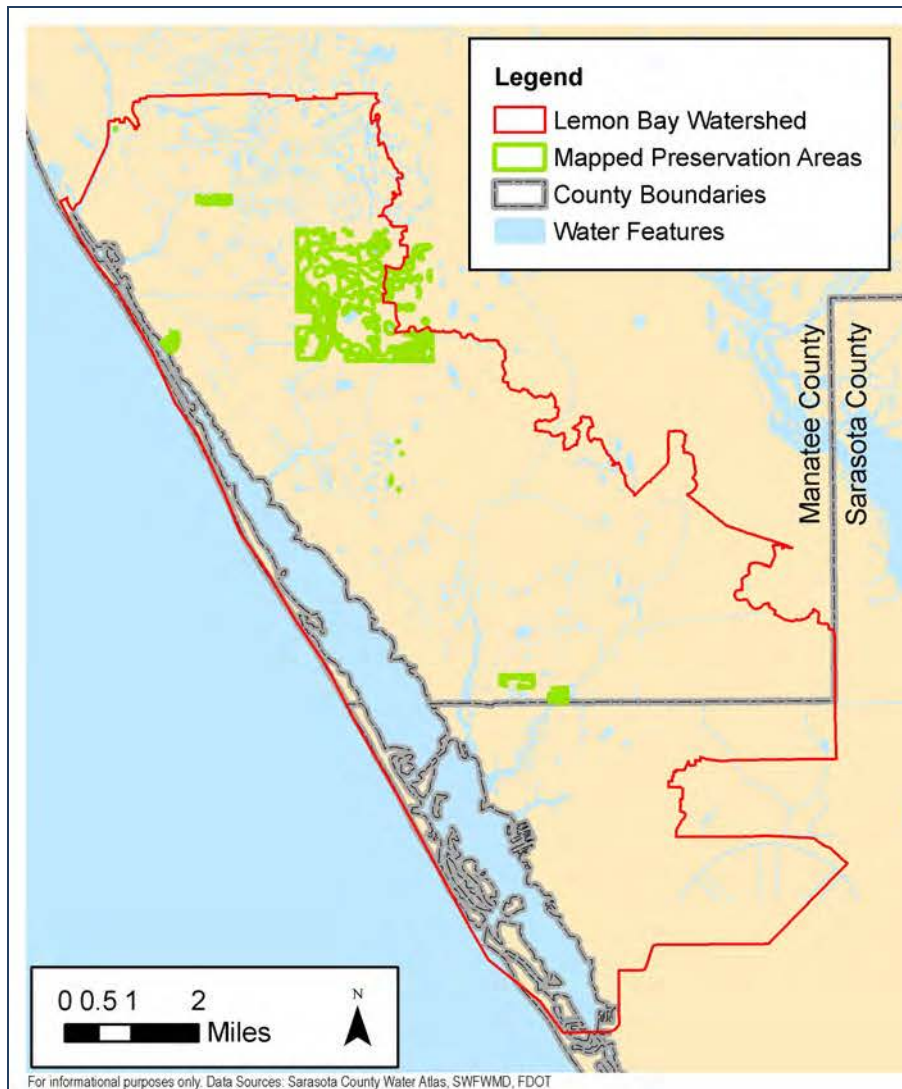 Legend
Lemon Bay Watershed
Mapped Preservation Areas
County Boundaries
Water Features
Manatee County
Sarasota County
0 0.5 1 2
Miles
N
For informational purposes only. Data Sources: Sarasota County Water Atlas, SWFWMD, FDOT